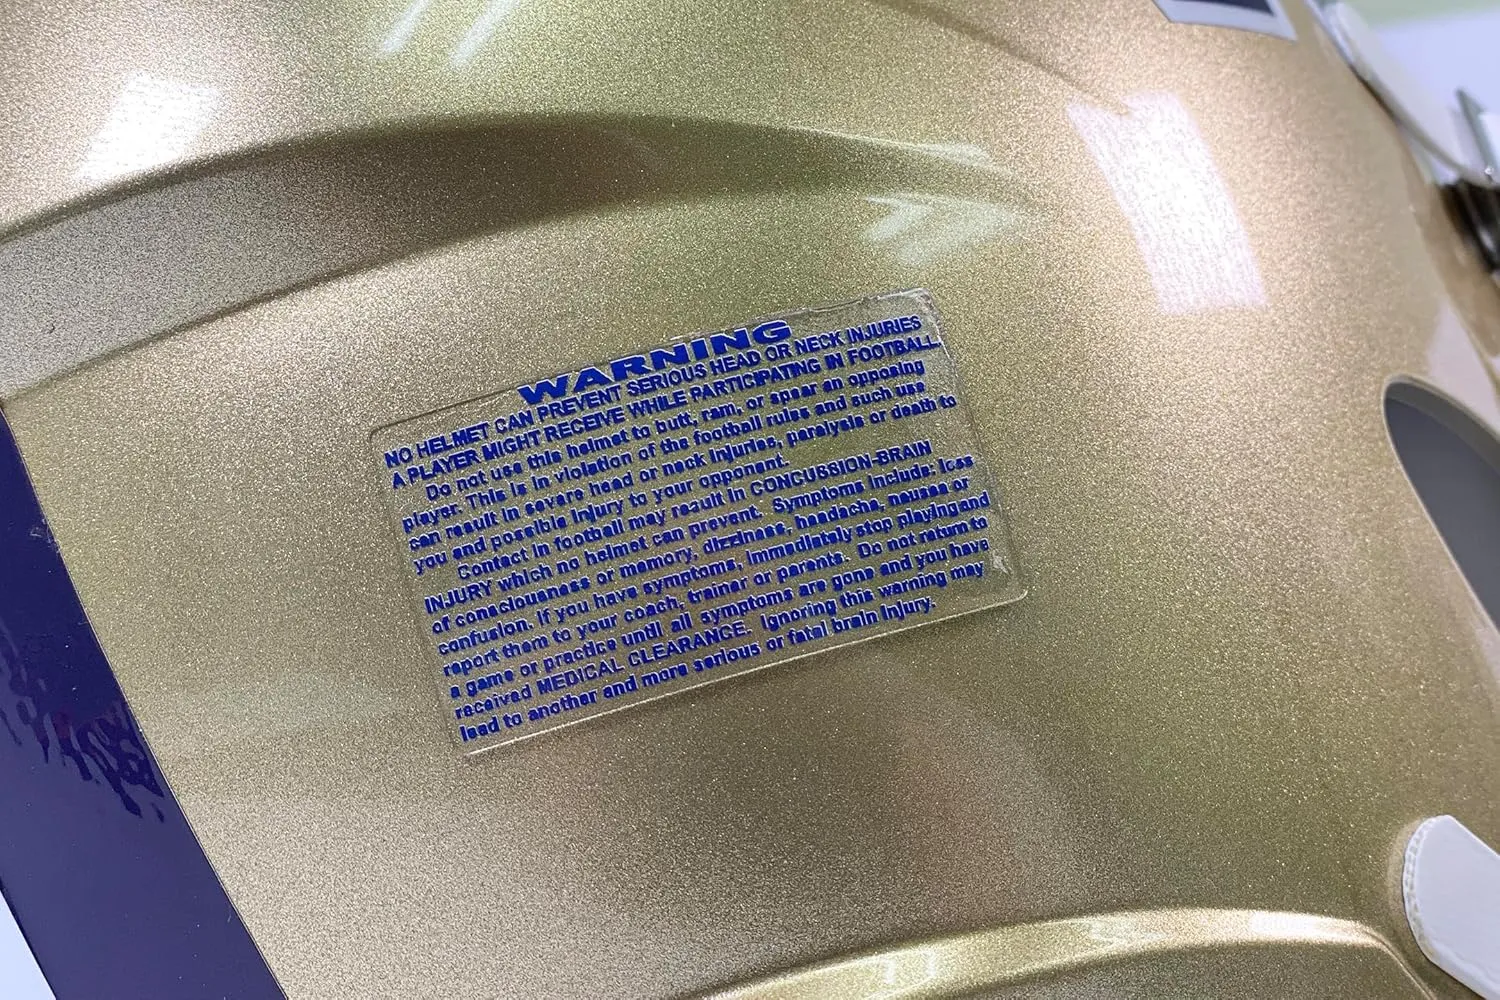 WARNING
NO HELMET CAN PREVENT SERIOUS HEAD OR NECK INJURIES
A PLAYER MIGHT RECEIVE WHILE PARTICIPATING IN FOOTBALL.
Do not use this helmet to butt, ram, or spear an opposing
player. This is in violation of the football rules and such use
can result in severe head or neck injuries, paralysis or death to
you and possible injury to your opponent.
Contact in football may result in CONCUSSION-BRAIN
INJURY which no helmet can prevent. Symptoms include: loss
of consciousness or memory, dizziness, headache, nausea or
confusion. If you have symptoms, immediately stop playing and
report them to your coach, trainer or parents. Do not return to
a game or practice until all symptoms are gone and you have
received MEDICAL CLEARANCE. Ignoring this warning may
lead to another and more serious or fatal brain injury.